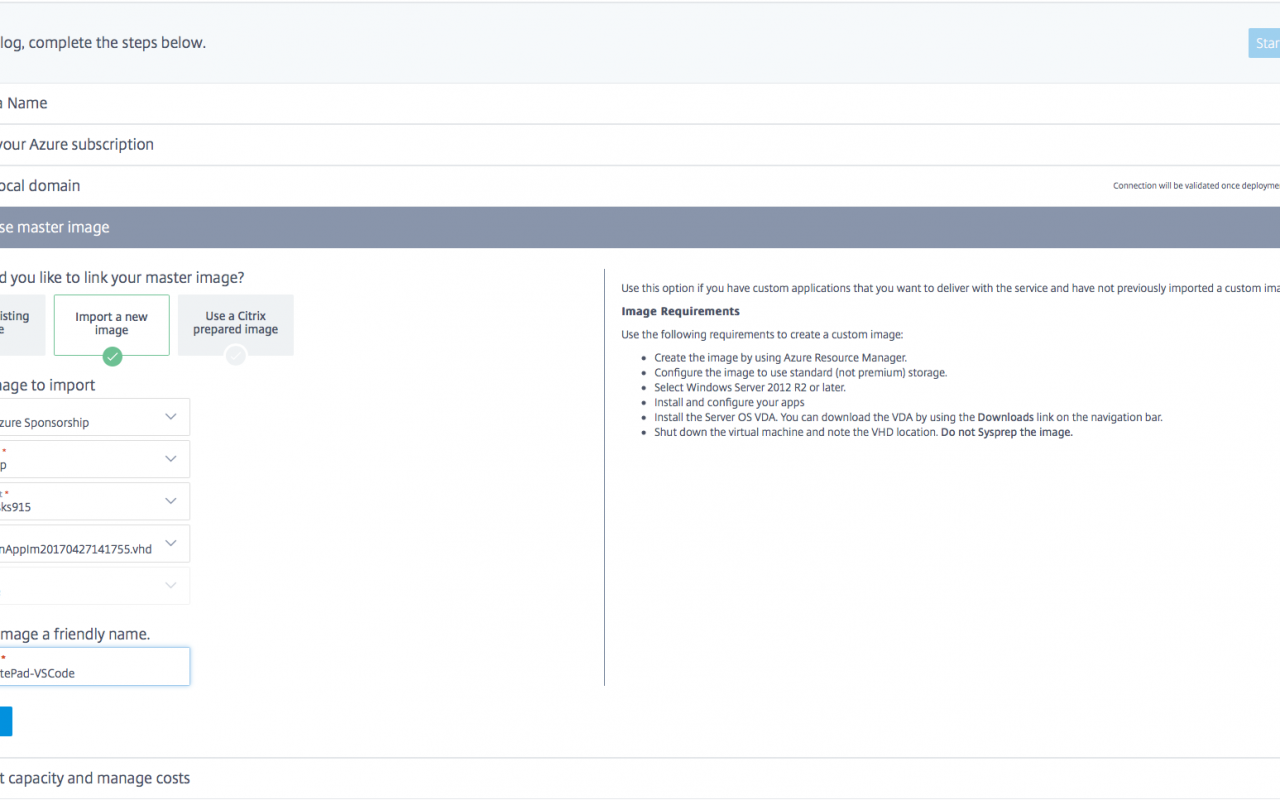 log, complete the steps below.
Star
a Name
your Azure subscription
ocal domain
Connection will be validated once deployme
se master image
d you like to link your master image?
isting
e
Import a new
image
Use a Citrix
prepared image
nage to import
zure Sponsorship
*
p
t *
ks915
nAppIm20170427141755.vhd
mage a friendly name.
*
tePad-VSCode
Use this option if you have custom applications that you want to deliver with the service and have not previously imported a custom ima
Image Requirements
Use the following requirements to create a custom image:
• Create the image by using Azure Resource Manager.
• Configure the image to use standard (not premium) storage.
• Select Windows Server 2012 R2 or later.
• Install and configure your apps
• Install the Server OS VDA. You can download the VDA by using the Downloads link on the navigation bar.
• Shut down the virtual machine and note the VHD location. Do not Sysprep the image.
t capacity and manage costs